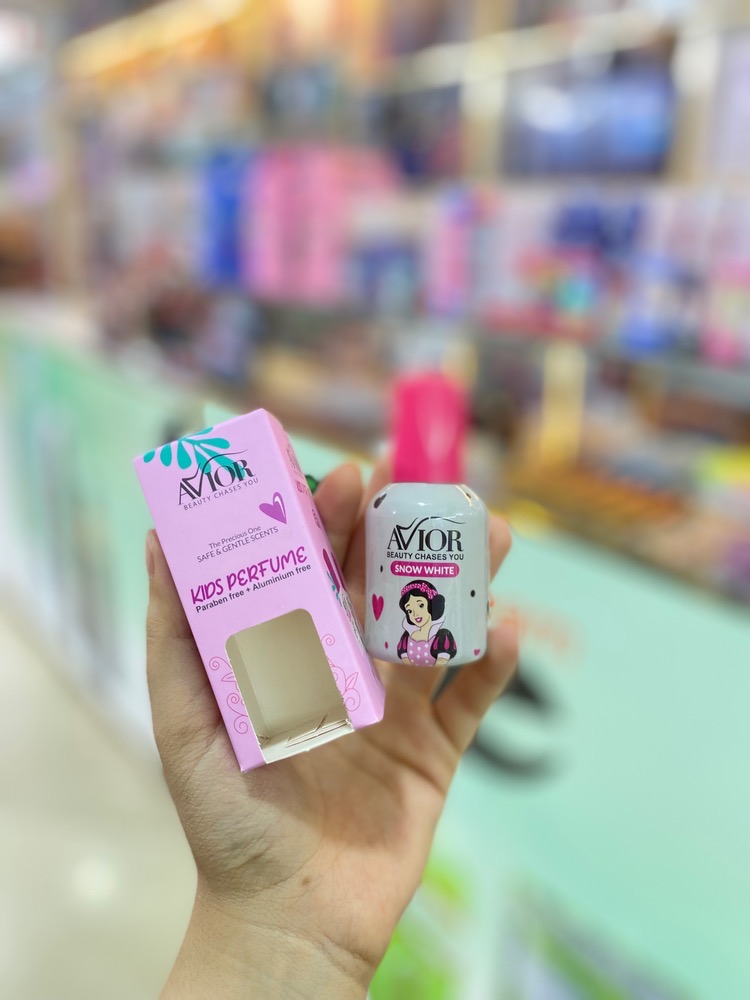 AVIOR
BEAUTY CHASES YOU
The Precious One
SAFE & GENTLE SCENTS
KIDS PERFUME
Paraben free + Aluminium free
AVIOR
BEAUTY CHASES YOU
SNOW WHITE